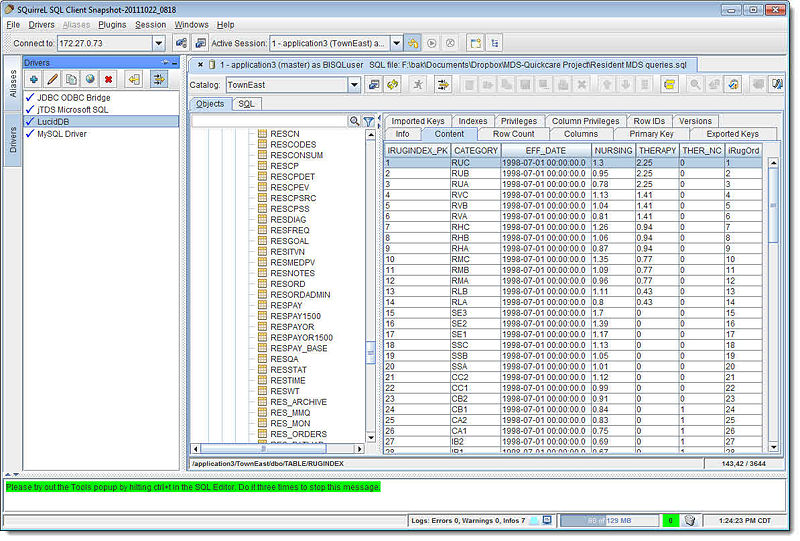 SQuirreL SQL Client Snapshot-20111022_0818
File Drivers Aliases Plugins Session Windows Help
Connect to: 172.27.0.73 Active Session: 1 - application3 (TownEast) a...
Drivers
Aliases
Drivers
JDBC ODBC Bridge
jTDS Microsoft SQL
LucidDB
MySQL Driver
1 - application3 (master) as BISQLuser SQL file: F:\bak\Documents\Dropbox\MDS-Quickcare Project\Resident MDS queries.sql
Catalog: TownEast
Objects SQL
RESCN
RESCODES
RESCONSUM
RESCP
RESCPDET
RESCPEV
RESCPSRC
RESCPSS
RESDIAG
RESFREQ
RESGOAL
RESITVN
RESMEDPV
RESNOTES
RESORD
RESORDADMIN
RESPAY
RESPAY1500
RESPAYOR
RESPAYOR1500
RESPAY_BASE
RESQA
RESSTAT
RESTIME
RESWT
RES_ARCHIVE
RES_MMQ
RES_MON
RES_ORDERS
Imported Keys Indexes Privileges Column Privileges Row IDs Versions
Info Content Row Count Columns Primary Key Exported Keys
IRUGINDEX_PK CATEGORY EFF_DATE NURSING THERAPY THER_NC iRugOrd
1 RUC 1998-07-01 00:00:00.0 1.3 2.25 0 1
2 RUB 1998-07-01 00:00:00.0 0.95 2.25 0 2
3 RUA 1998-07-01 00:00:00.0 0.78 2.25 0 3
4 RVC 1998-07-01 00:00:00.0 1.13 1.41 0 4
5 RVB 1998-07-01 00:00:00.0 1.04 1.41 0 5
6 RVA 1998-07-01 00:00:00.0 0.81 1.41 0 6
7 RHC 1998-07-01 00:00:00.0 1.26 0.94 0 7
8 RHB 1998-07-01 00:00:00.0 1.06 0.94 0 8
9 RHA 1998-07-01 00:00:00.0 0.87 0.94 0 9
10 RMC 1998-07-01 00:00:00.0 1.35 0.77 0 10
11 RMB 1998-07-01 00:00:00.0 1.09 0.77 0 11
12 RMA 1998-07-01 00:00:00.0 0.96 0.77 0 12
13 RLB 1998-07-01 00:00:00.0 1.11 0.43 0 13
14 RLA 1998-07-01 00:00:00.0 0.8 0.43 0 14
15 SE3 1998-07-01 00:00:00.0 1.7 0 0 15
16 SE2 1998-07-01 00:00:00.0 1.39 0 0 16
17 SE1 1998-07-01 00:00:00.0 1.17 0 0 17
18 SSC 1998-07-01 00:00:00.0 1.13 0 0 18
19 SSB 1998-07-01 00:00:00.0 1.05 0 0 19
20 SSA 1998-07-01 00:00:00.0 1.01 0 0 20
21 CC2 1998-07-01 00:00:00.0 1.12 0 1 21
22 CC1 1998-07-01 00:00:00.0 0.99 0 1 22
23 CB2 1998-07-01 00:00:00.0 0.91 0 1 23
24 CB1 1998-07-01 00:00:00.0 0.84 0 1 24
25 CA2 1998-07-01 00:00:00.0 0.83 0 1 25
26 CA1 1998-07-01 00:00:00.0 0.75 0 1 26
27 IB2 1998-07-01 00:00:00.0 0.69 0 1 27
28 IB1 1998-07-01 00:00:00.0 0.67 0 1 28
/application3/TownEast/dbo/TABLE/RUGINDEX 143,42 / 3644
Please try out the Tools popup by hitting ctrl+t in the SQL Editor. Do it three times to stop this message.
Logs: Errors 0, Warnings 0, Infos 7 80 of 129 MB 0 1:24:23 PM CDT